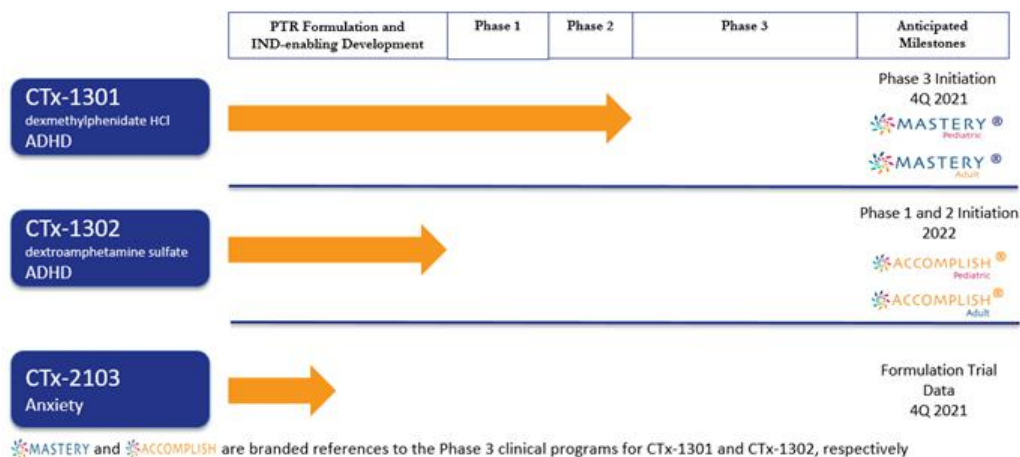 PTR Formulation and
IND-enabling Development
Phase 1
Phase 2
Phase 3
Anticipated
Milestones
CTx-1301
dexmethylphenidate HCl
ADHD
Phase 3 Initiation
4Q 2021
MASTERY ®
Pediatric
MASTERY ®
Adult
CTx-1302
dextroamphetamine sulfate
ADHD
Phase 1 and 2 Initiation
2022
ACCOMPLISH ®
Pediatric
ACCOMPLISH ®
Adult
CTx-2103
Anxiety
Formulation Trial
Data
4Q 2021
MASTERY and ACCOMPLISH are branded references to the Phase 3 clinical programs for CTx-1301 and CTx-1302, respectively